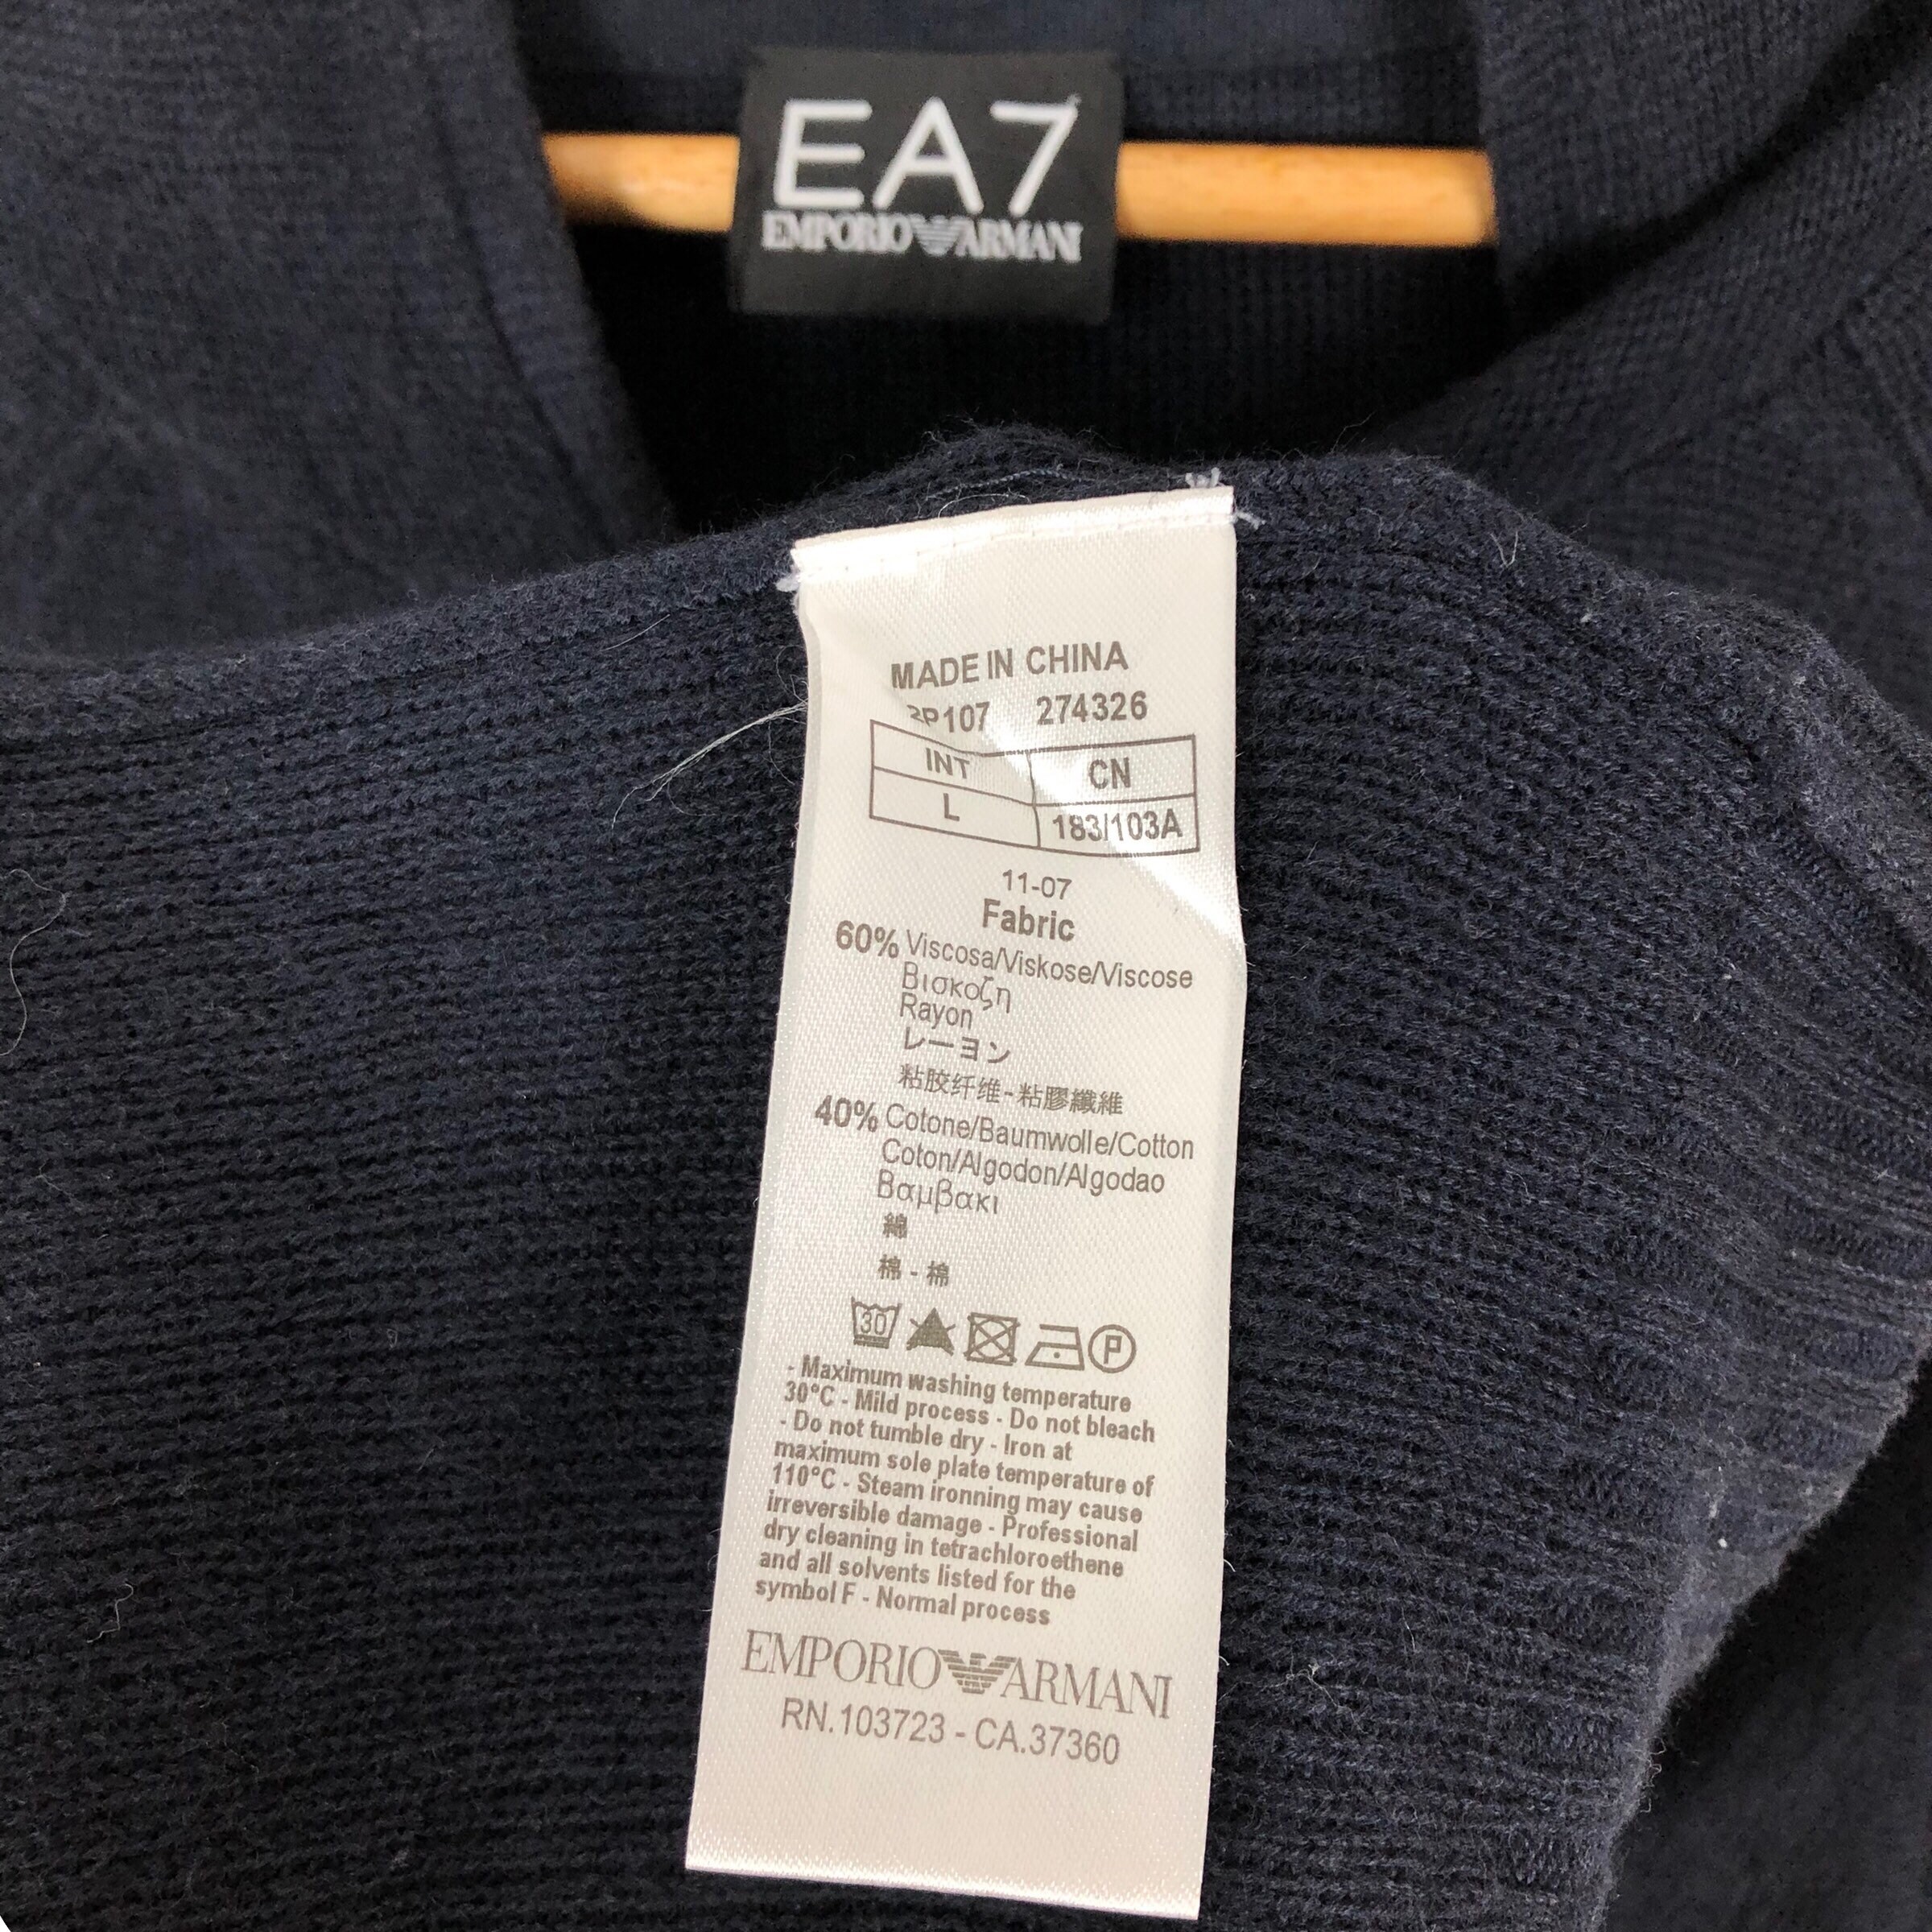 EA7
EMPORIO ARMANI
MADE IN CHINA
107 274326
INT CN
L 183/103A
11-07
Fabric
60% Viscosa/Viskose/Viscose
Βισκοζη
Rayon
レーヨン
粘胶纤维-粘膠纖維
40% Cotone/Baumwolle/Cotton
Coton/Algodon/Algodao
Βαμβακι
綿
棉 - 棉
30 P
- Maximum washing temperature
30°C - Mild process - Do not bleach
- Do not tumble dry - Iron at
maximum sole plate temperature of
110°C - Steam ironning may cause
irreversible damage - Professional
dry cleaning in tetrachloroethene
and all solvents listed for the
symbol F - Normal process
EMPORIO ARMANI
RN.103723 - CA.37360